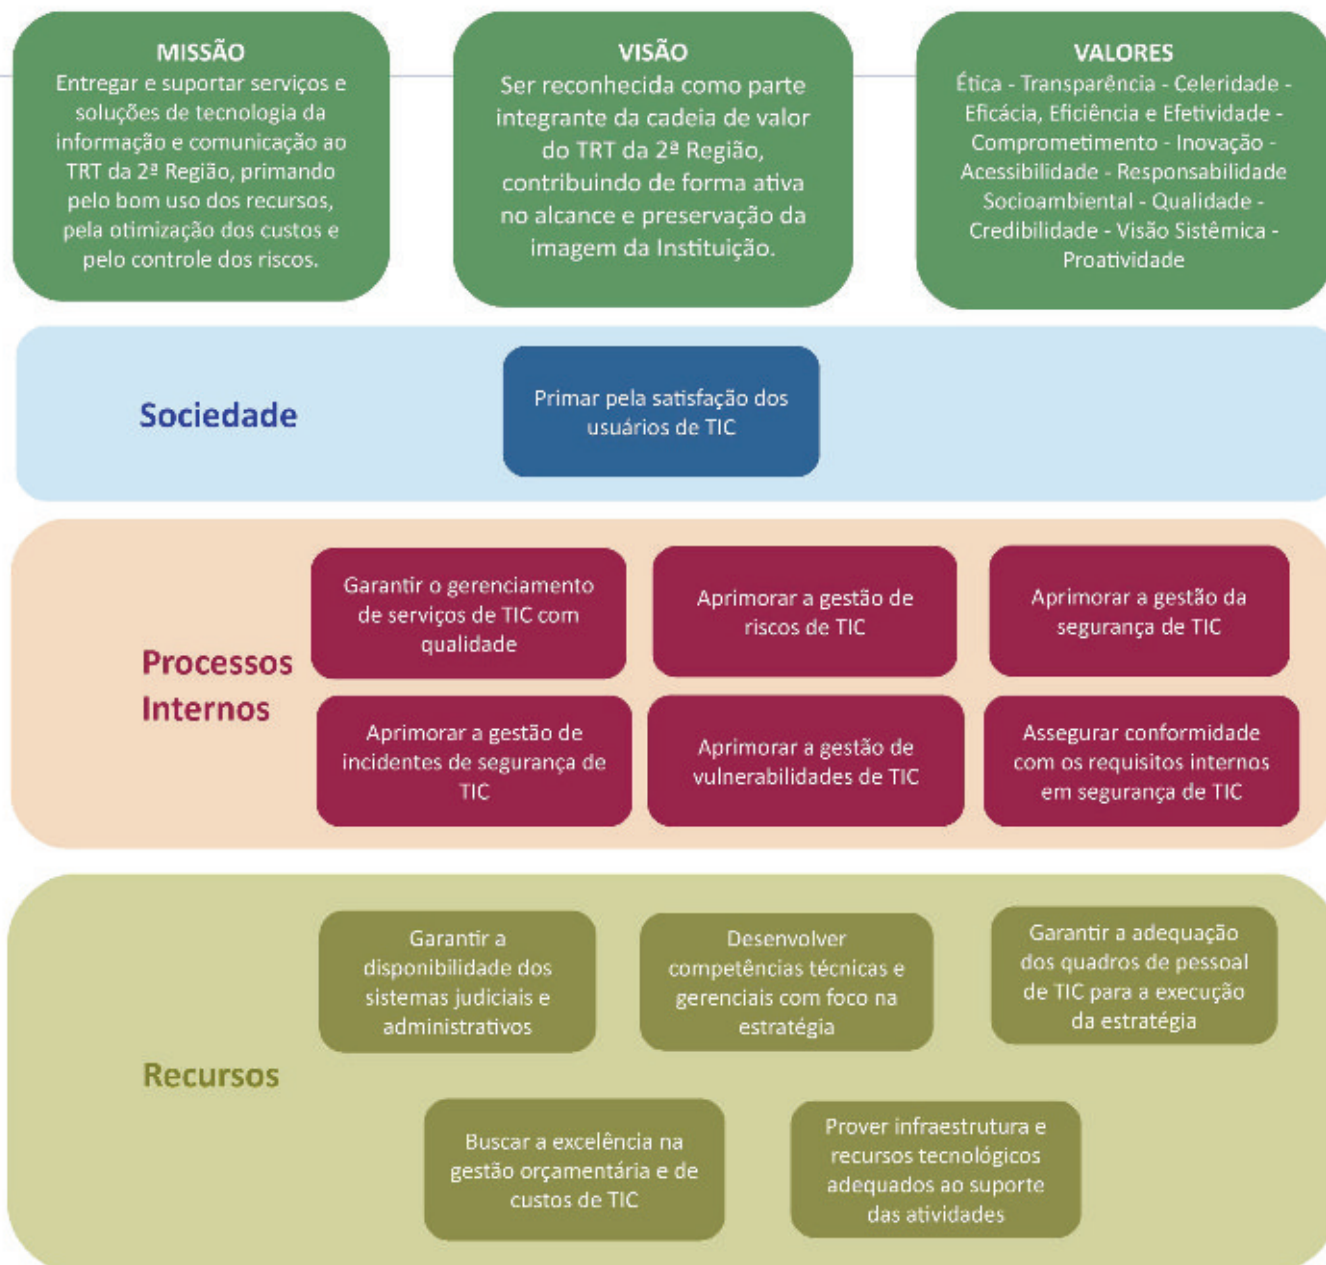 MISSÃO
Entregar e suportar serviços e
soluções de tecnologia da
informação e comunicação ao
TRT da 2ª Região, primando
pelo bom uso dos recursos,
pela otimização dos custos e
pelo controle dos riscos.
VISÃO
Ser reconhecida como parte
integrante da cadeia de valor
do TRT da 2ª Região,
contribuindo de forma ativa
no alcance e preservação da
imagem da Instituição.
VALORES
Ética - Transparência - Celeridade -
Eficácia, Eficiência e Efetividade -
Comprometimento - Inovação -
Acessibilidade - Responsabilidade
Socioambiental - Qualidade -
Credibilidade - Visão Sistêmica -
Proatividade
Sociedade
Primar pela satisfação dos
usuários de TIC
Processos
Internos
Garantir o gerenciamento
de serviços de TIC com
qualidade
Aprimorar a gestão de
riscos de TIC
Aprimorar a gestão da
segurança de TIC
Aprimorar a gestão de
incidentes de segurança de
TIC
Aprimorar a gestão de
vulnerabilidades de TIC
Assegurar conformidade
com os requisitos internos
em segurança de TIC
Recursos
Garantir a
disponibilidade dos
sistemas judiciais e
administrativos
Desenvolver
competências técnicas e
gerenciais com foco na
estratégia
Garantir a adequação
dos quadros de pessoal
de TIC para a execução
da estratégia
Buscar a excelência na
gestão orçamentária e de
custos de TIC
Prover infraestrutura e
recursos tecnológicos
adequados ao suporte
das atividades